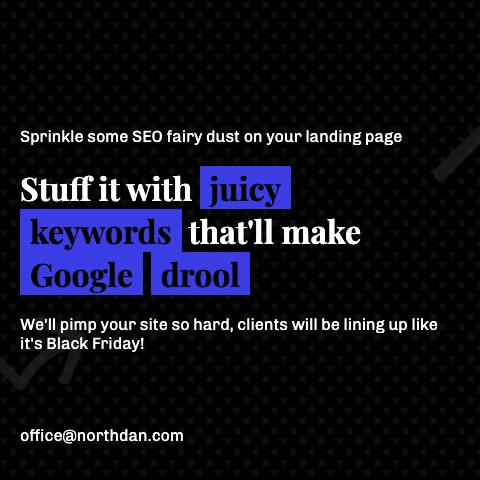 Sprinkle some SEO fairy dust on your landing page
Stuff it with juicy
keywords that'll make
Google drool
We'll pimp your site so hard, clients will be lining up like
it's Black Friday!
office@northdan.com